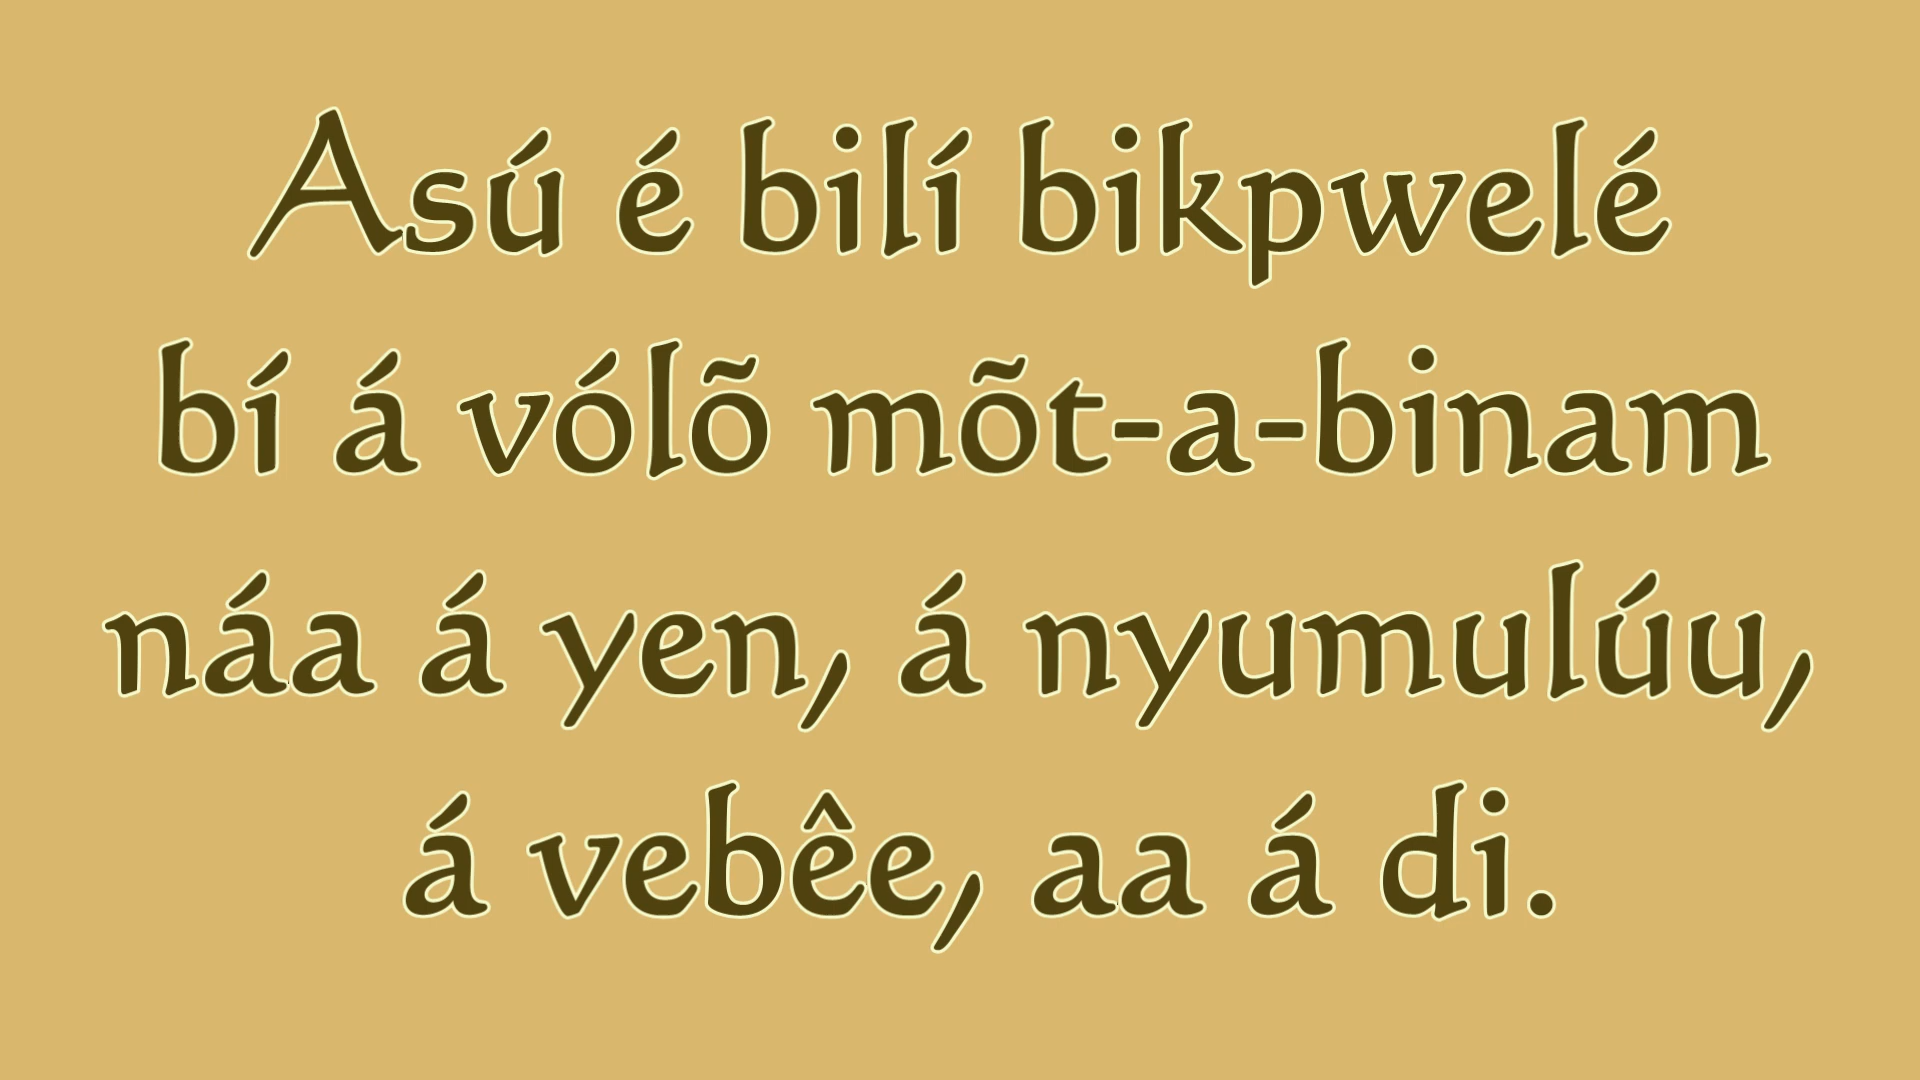 Asú é bilí bikpwelé
bí á vólõ mõt-a-binam
náa á yen, á nyumulúu,
á vebêe, aa á di.